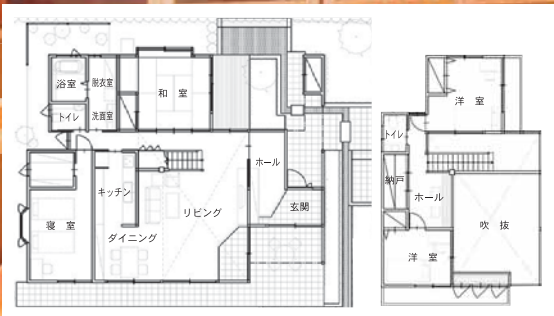 浴室
脱衣室
和 室
トイレ
洗面室
キッチン
ホール
リビング
玄関
寝 室
ダイニング
洋 室
トイレ
納戸
ホール
吹 抜
洋 室